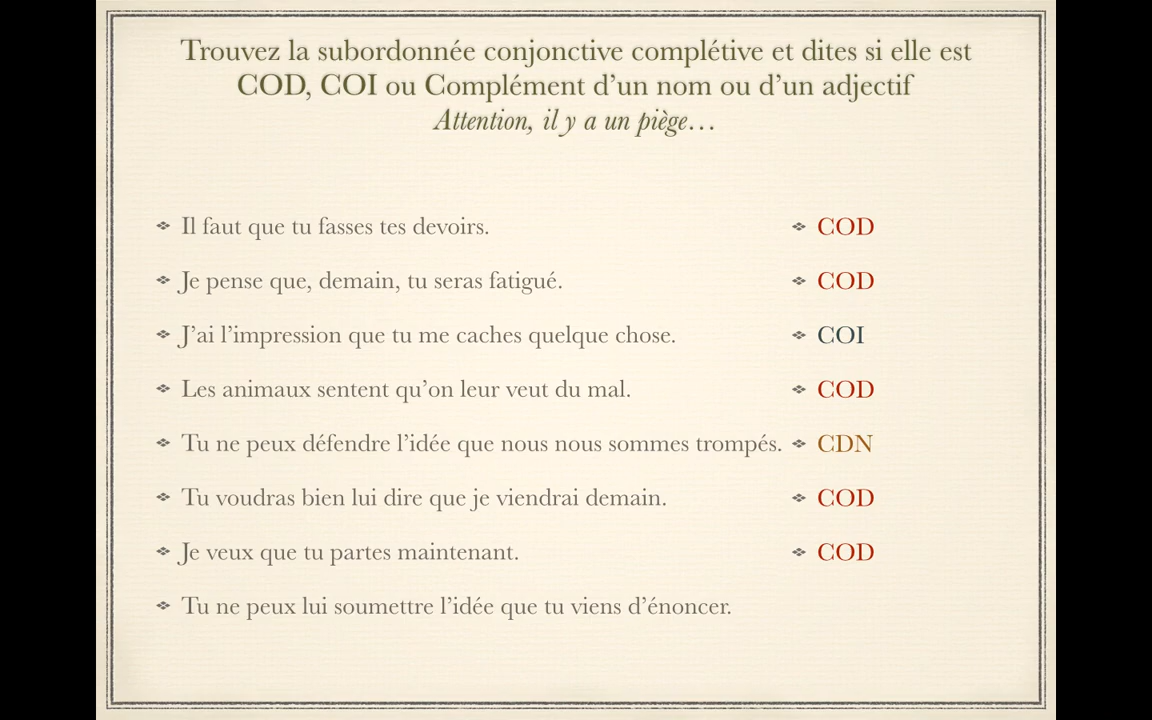 Trouvez la subordonnée conjonctive complétive et dites si elle est
COD, COI ou Complément d’un nom ou d’un adjectif
Attention, il y a un piège…
❖ Il faut que tu fasses tes devoirs. ❖ COD
❖ Je pense que, demain, tu seras fatigué. ❖ COD
❖ J’ai l’impression que tu me caches quelque chose. ❖ COI
❖ Les animaux sentent qu’on leur veut du mal. ❖ COD
❖ Tu ne peux défendre l’idée que nous nous sommes trompés. ❖ CDN
❖ Tu voudras bien lui dire que je viendrai demain. ❖ COD
❖ Je veux que tu partes maintenant. ❖ COD
❖ Tu ne peux lui soumettre l’idée que tu viens d’énoncer.